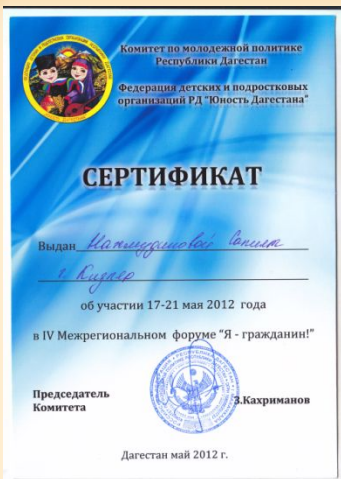 Комитет по молодежной политике
Республики Дагестан
Федерация детских и подростковых
организаций РД "Юность Дагестана"
СЕРТИФИКАТ
Выдан
г. Кизляр
об участии 17-21 мая 2012 года
в IV Межрегиональном форуме "Я - гражданин!"
Председатель
Комитета
З.Кахриманов
Дагестан май 2012 г.